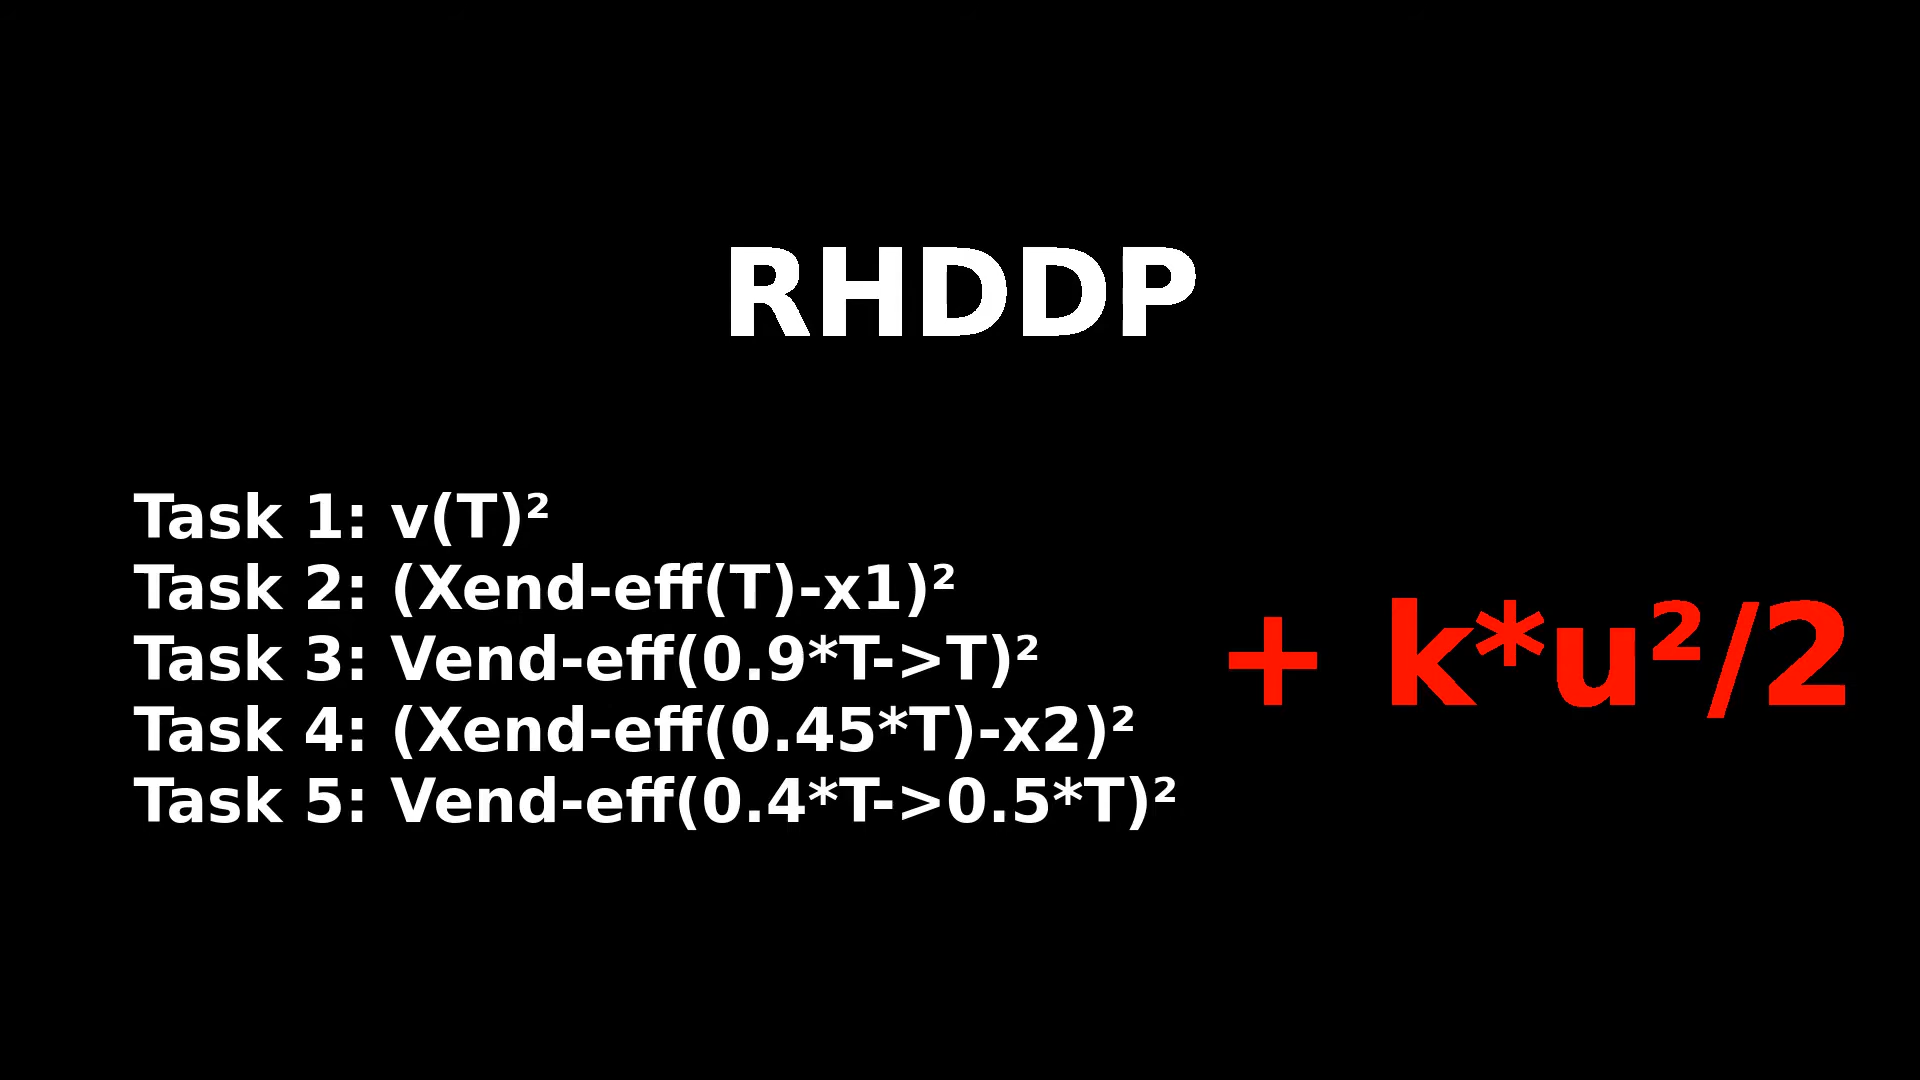 RHDDP
Task 1: v(T)²
Task 2: (Xend-eff(T)-x1)²
Task 3: Vend-eff(0.9*T->T)²
+ k*u²/2
Task 4: (Xend-eff(0.45*T)-x2)²
Task 5: Vend-eff(0.4*T->0.5*T)²